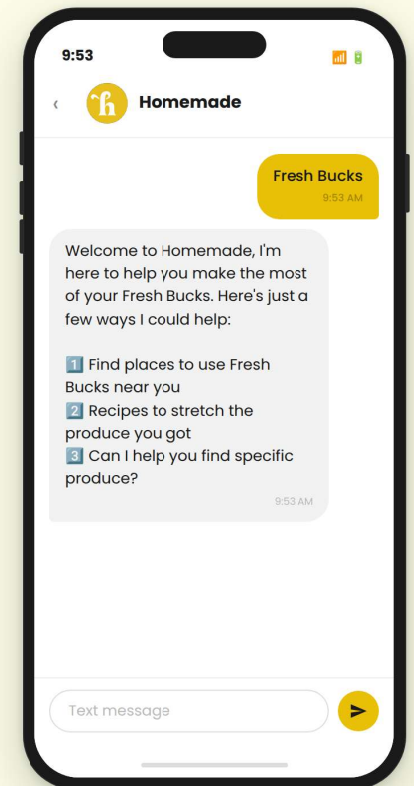 9:53
Homemade
Fresh Bucks
9:53 AM
Welcome to Homemade, I'm
here to help you make the most
of your Fresh Bucks. Here's just a
few ways I could help:
1️⃣ Find places to use Fresh
Bucks near you
2️⃣ Recipes to stretch the
produce you got
3️⃣ Can I help you find specific
produce?
9:53 AM
Text message